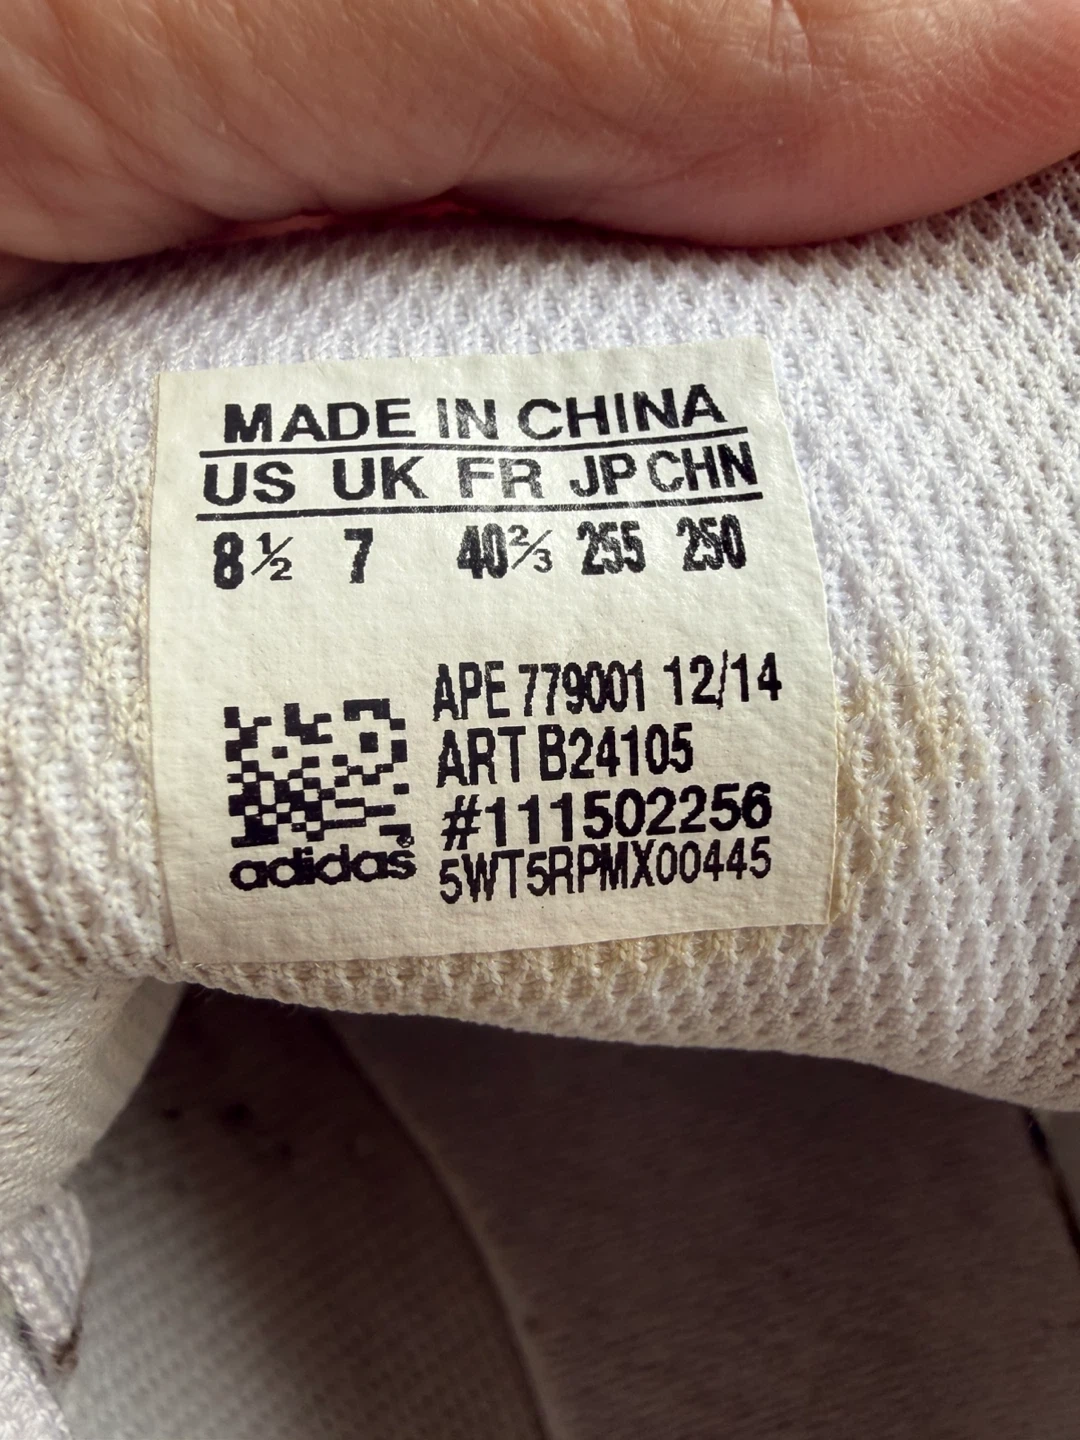 MADE IN CHINA
US UK FR JP CHN
8½ 7 40⅔ 255 250
APE 779001 12/14
ART B24105
#111502256
5WT5RPMX00445
adidas®